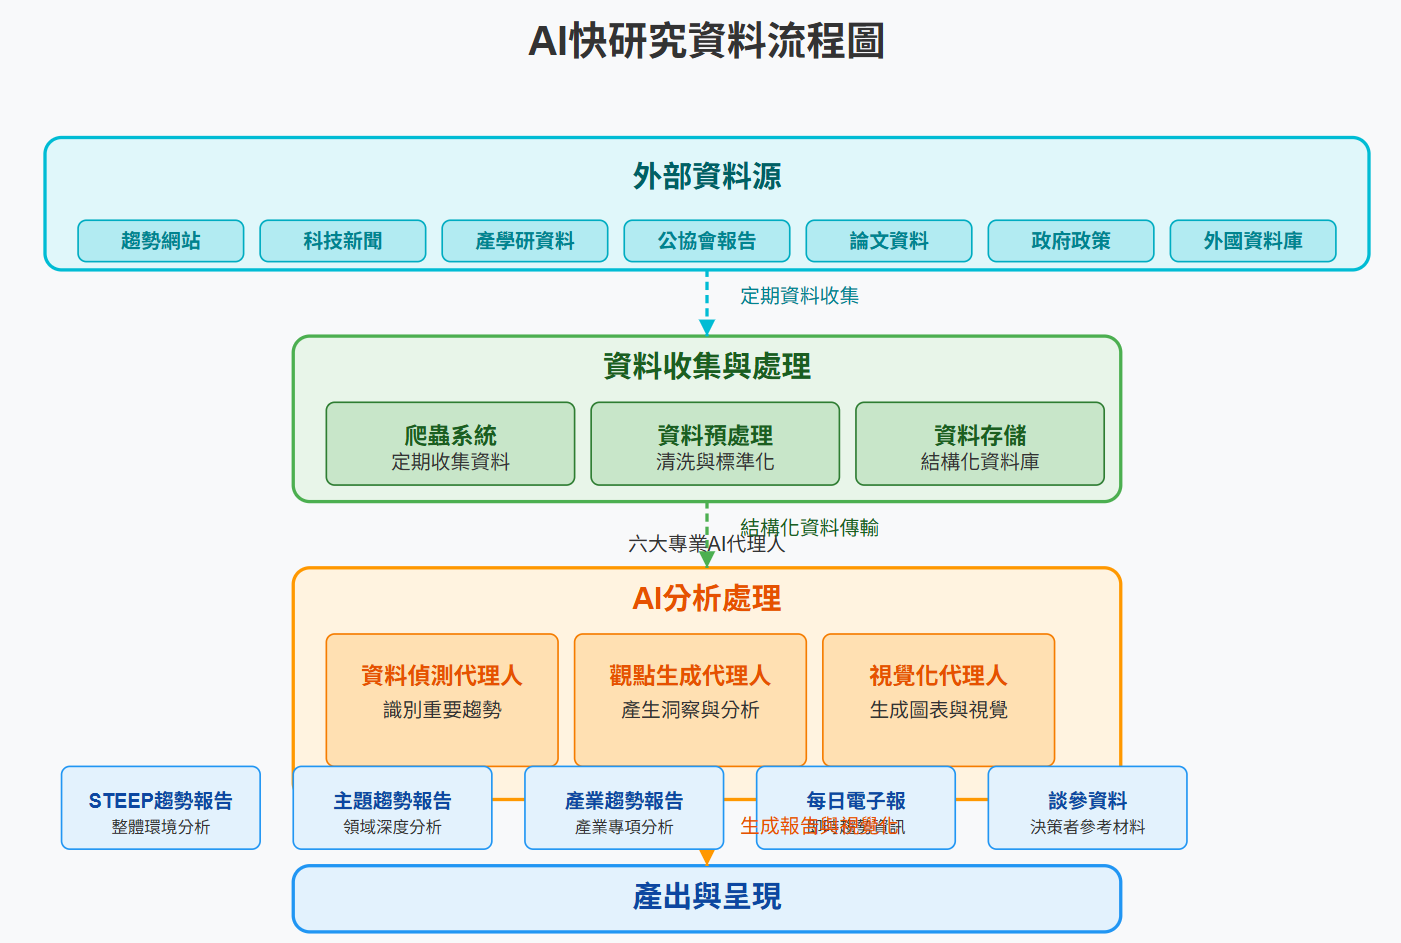 AI快研究資料流程圖
外部資料源
趨勢網站
科技新聞
產學研資料
公協會報告
論文資料
政府政策
外國資料庫
定期資料收集
資料收集與處理
爬蟲系統
定期收集資料
資料預處理
清洗與標準化
資料存儲
結構化資料庫
結構化資料傳輸
六大專業AI代理人
AI分析處理
資料偵測代理人
識別重要趨勢
觀點生成代理人
產生洞察與分析
視覺化代理人
生成圖表與視覺
STEEP趨勢報告
整體環境分析
主題趨勢報告
領域深度分析
產業趨勢報告
產業專項分析
每日電子報
即時趨勢資訊
生成報告與視覺化
談參資料
決策者參考材料
產出與呈現